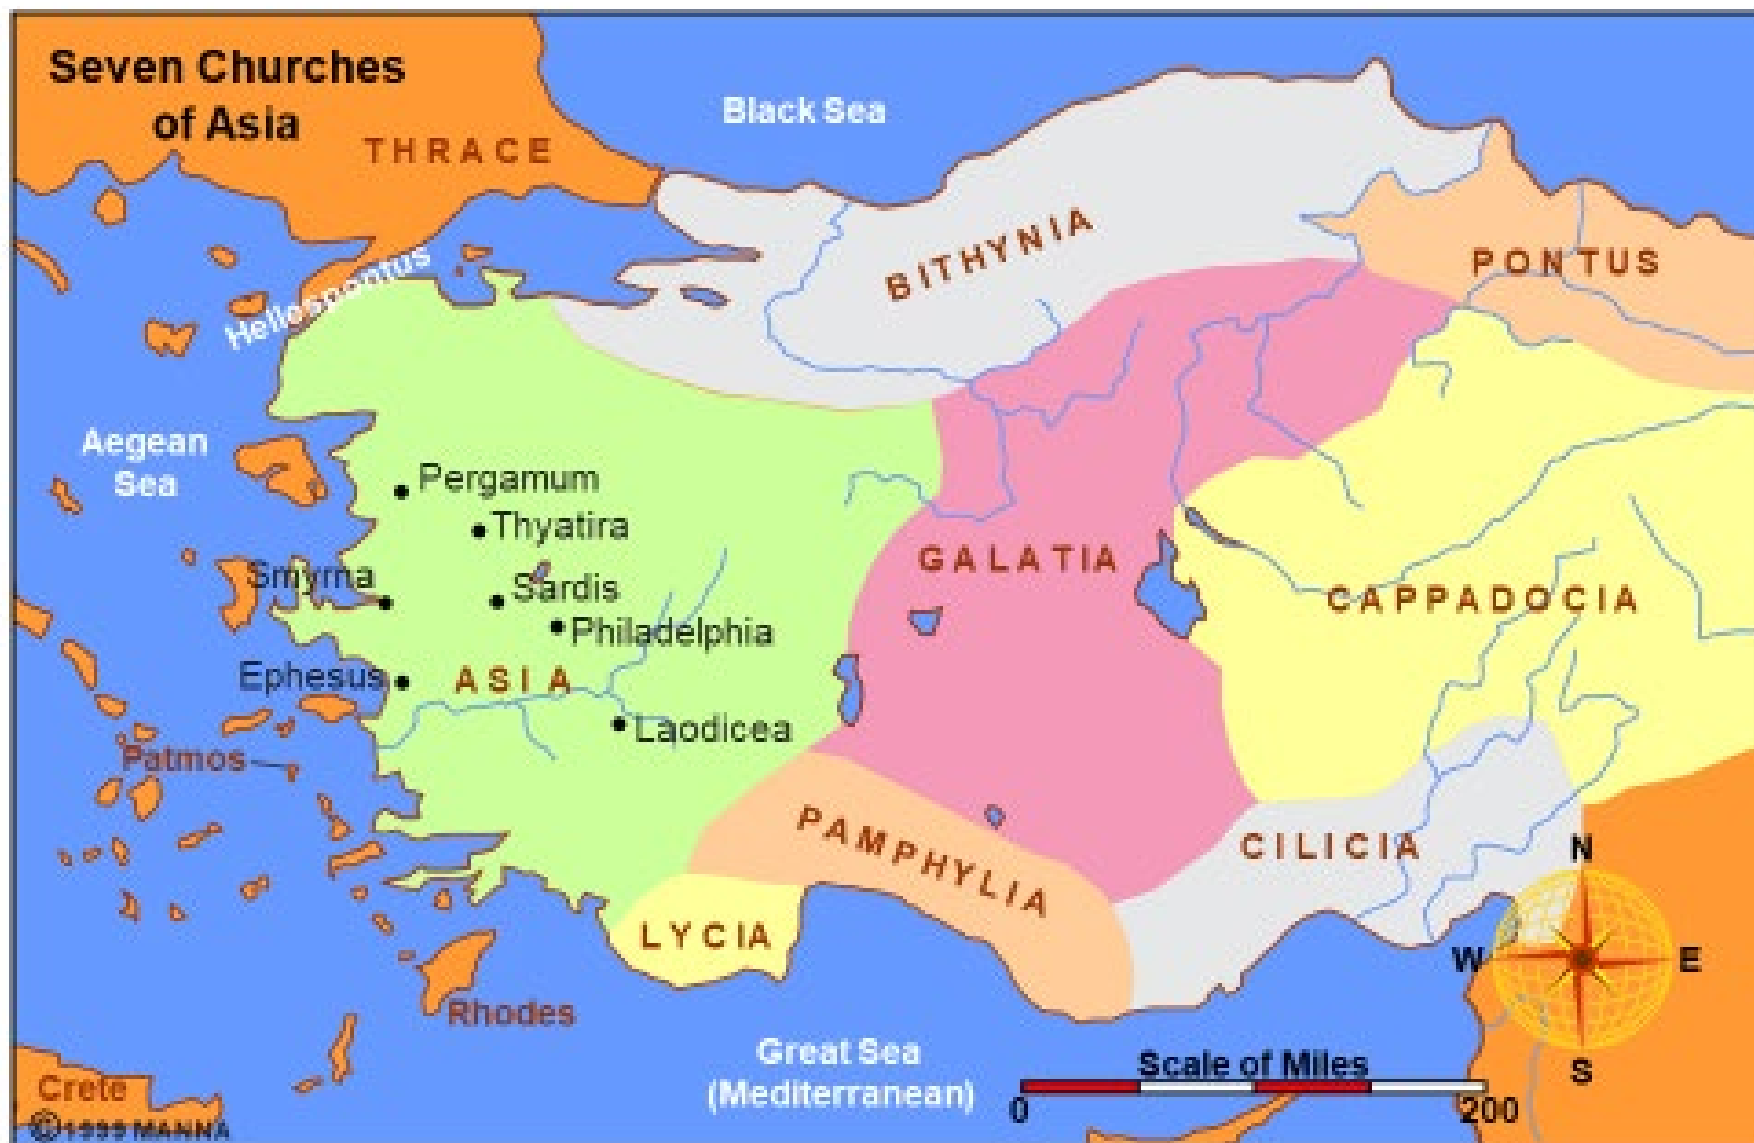 Seven Churches
of Asia
THRACE
Black Sea
BITHYNIA
PONTUS
Hellespontus
Aegean
Sea
Pergamum
Thyatira
Smyrna
Sardis
Philadelphia
Ephesus
ASIA
Laodicea
GALATIA
CAPPADOCIA
Patmos
PAMPHYLIA
CILICIA
LYCIA
N
W
E
S
Rhodes
Great Sea
(Mediterranean)
Scale of Miles
0
200
Crete
©1999 MANNA